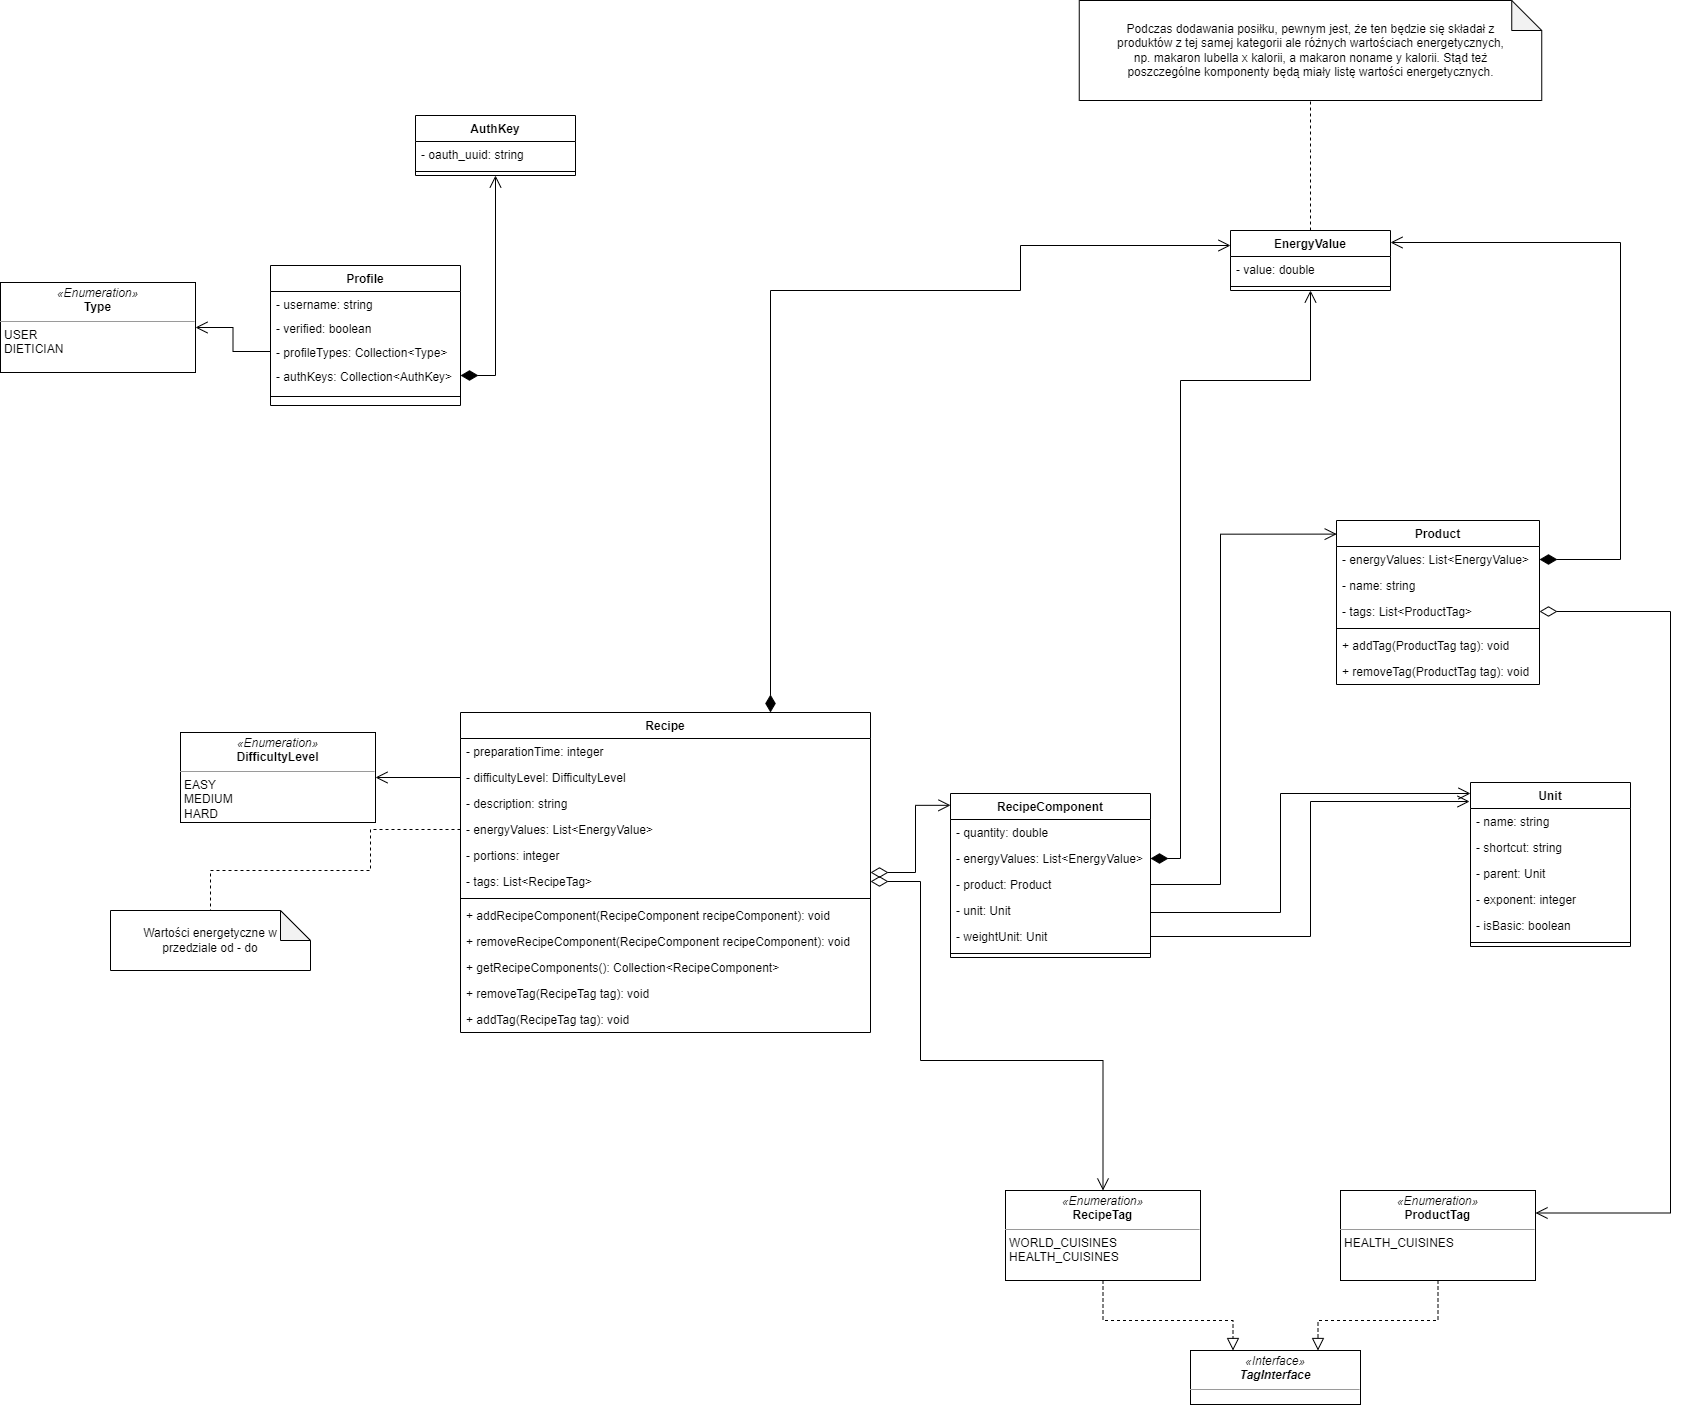 Podczas dodawania posiłku, pewnym jest, że ten będzie się składał z
produktów z tej samej kategorii ale różnych wartościach energetycznych,
np. makaron lubella x kalorii, a makaron noname y kalorii. Stąd też
poszczególne komponenty będą miały listę wartości energetycznych.
AuthKey
- oauth_uuid: string
EnergyValue
- value: double
Profile
- username: string
- verified: boolean
- profileTypes: Collection<Type>
- authKeys: Collection<AuthKey>
«Enumeration»
Type
USER
DIETICIAN
Product
- energyValues: List<EnergyValue>
- name: string
- tags: List<ProductTag>
+ addTag(ProductTag tag): void
+ removeTag(ProductTag tag): void
Recipe
- preparationTime: integer
- difficultyLevel: DifficultyLevel
- description: string
- energyValues: List<EnergyValue>
- portions: integer
- tags: List<RecipeTag>
+ addRecipeComponent(RecipeComponent recipeComponent): void
+ removeRecipeComponent(RecipeComponent recipeComponent): void
+ getRecipeComponents(): Collection<RecipeComponent>
+ removeTag(RecipeTag tag): void
+ addTag(RecipeTag tag): void
«Enumeration»
DifficultyLevel
EASY
MEDIUM
HARD
Wartości energetyczne w
przedziale od - do
RecipeComponent
- quantity: double
- energyValues: List<EnergyValue>
- product: Product
- unit: Unit
- weightUnit: Unit
Unit
- name: string
- shortcut: string
- parent: Unit
- exponent: integer
- isBasic: boolean
«Enumeration»
RecipeTag
WORLD_CUISINES
HEALTH_CUISINES
«Enumeration»
ProductTag
HEALTH_CUISINES
«Interface»
TagInterface